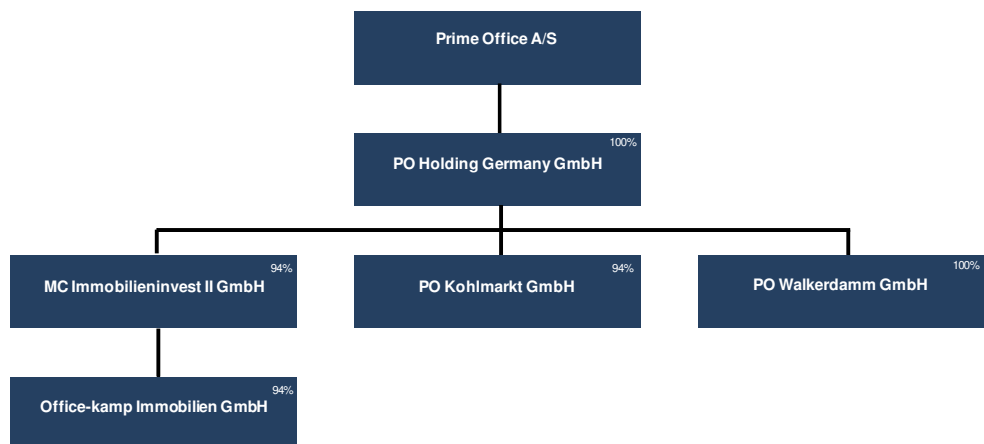 Prime Office A/S
100%
PO Holding Germany GmbH
94%
MC Immobilieninvest II GmbH
94%
PO Kohlmarkt GmbH
100%
PO Walkerdamm GmbH
94%
Office-kamp Immobilien GmbH